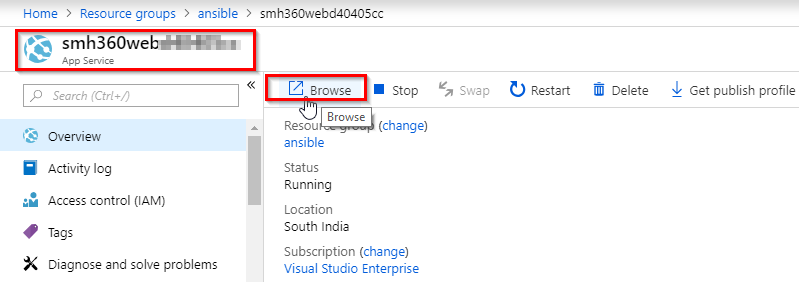 Home > Resource groups > ansible > smh360webd40405cc
smh360web
App Service
Search (Ctrl+/)
«
Overview
Activity log
Access control (IAM)
Tags
Diagnose and solve problems
Browse Stop Swap Restart Delete Get publish profile
Browse
Resource group (change)
ansible
Status
Running
Location
South India
Subscription (change)
Visual Studio Enterprise